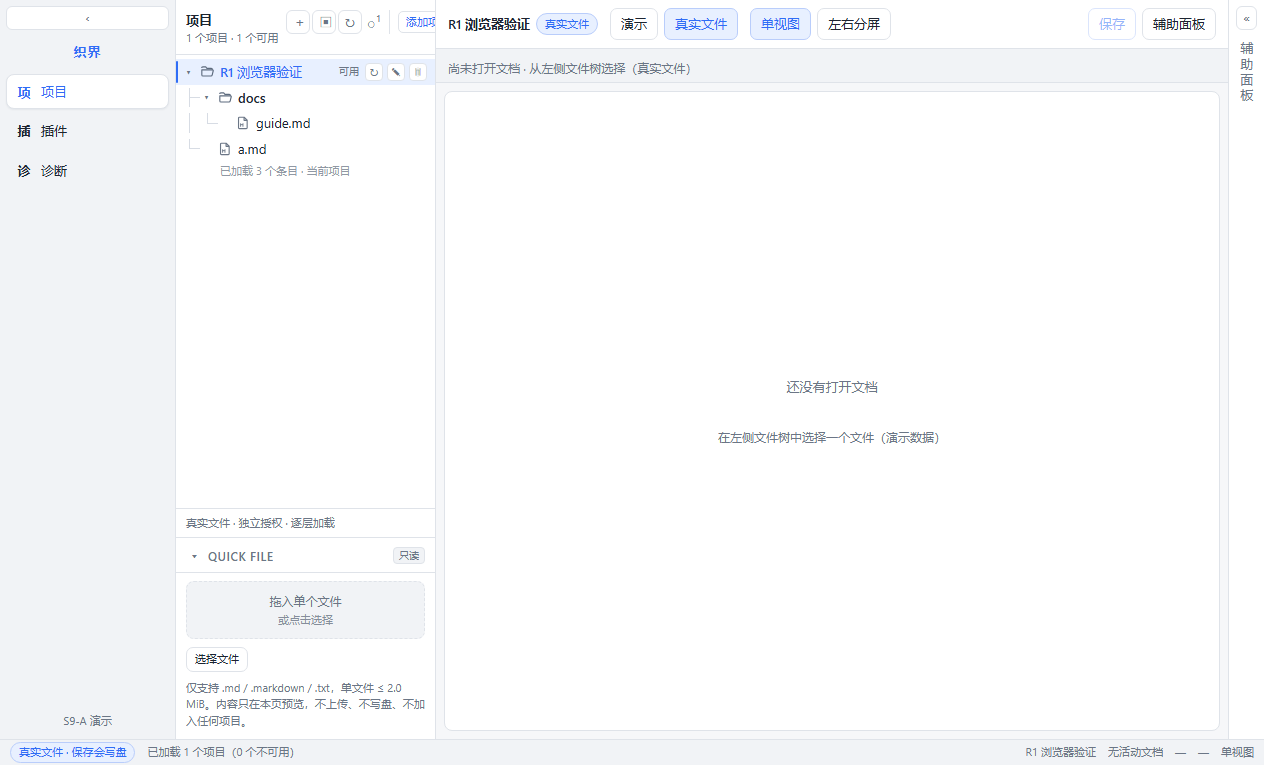 ‹
织界
项 项目
插 插件
诊 诊断
S9-A 演示
项目
1 个项目 · 1 个可用
+ ↻ ○1 添加项
R1 浏览器验证 可用 ↻
docs
guide.md
a.md
已加载 3 个条目 · 当前项目
真实文件 · 独立授权 · 逐层加载
QUICK FILE 只读
拖入单个文件
或点击选择
选择文件
仅支持 .md / .markdown / .txt，单文件 ≤ 2.0
MiB。内容只在本页预览，不上传、不写盘、不加
入任何项目。
R1 浏览器验证 真实文件 演示 真实文件 单视图 左右分屏 保存 辅助面板
尚未打开文档 · 从左侧文件树选择（真实文件）
还没有打开文档
在左侧文件树中选择一个文件（演示数据）
«
辅助面板
真实文件 · 保存会写盘 已加载 1 个项目（0 个不可用） R1 浏览器验证 无活动文档 — — 单视图